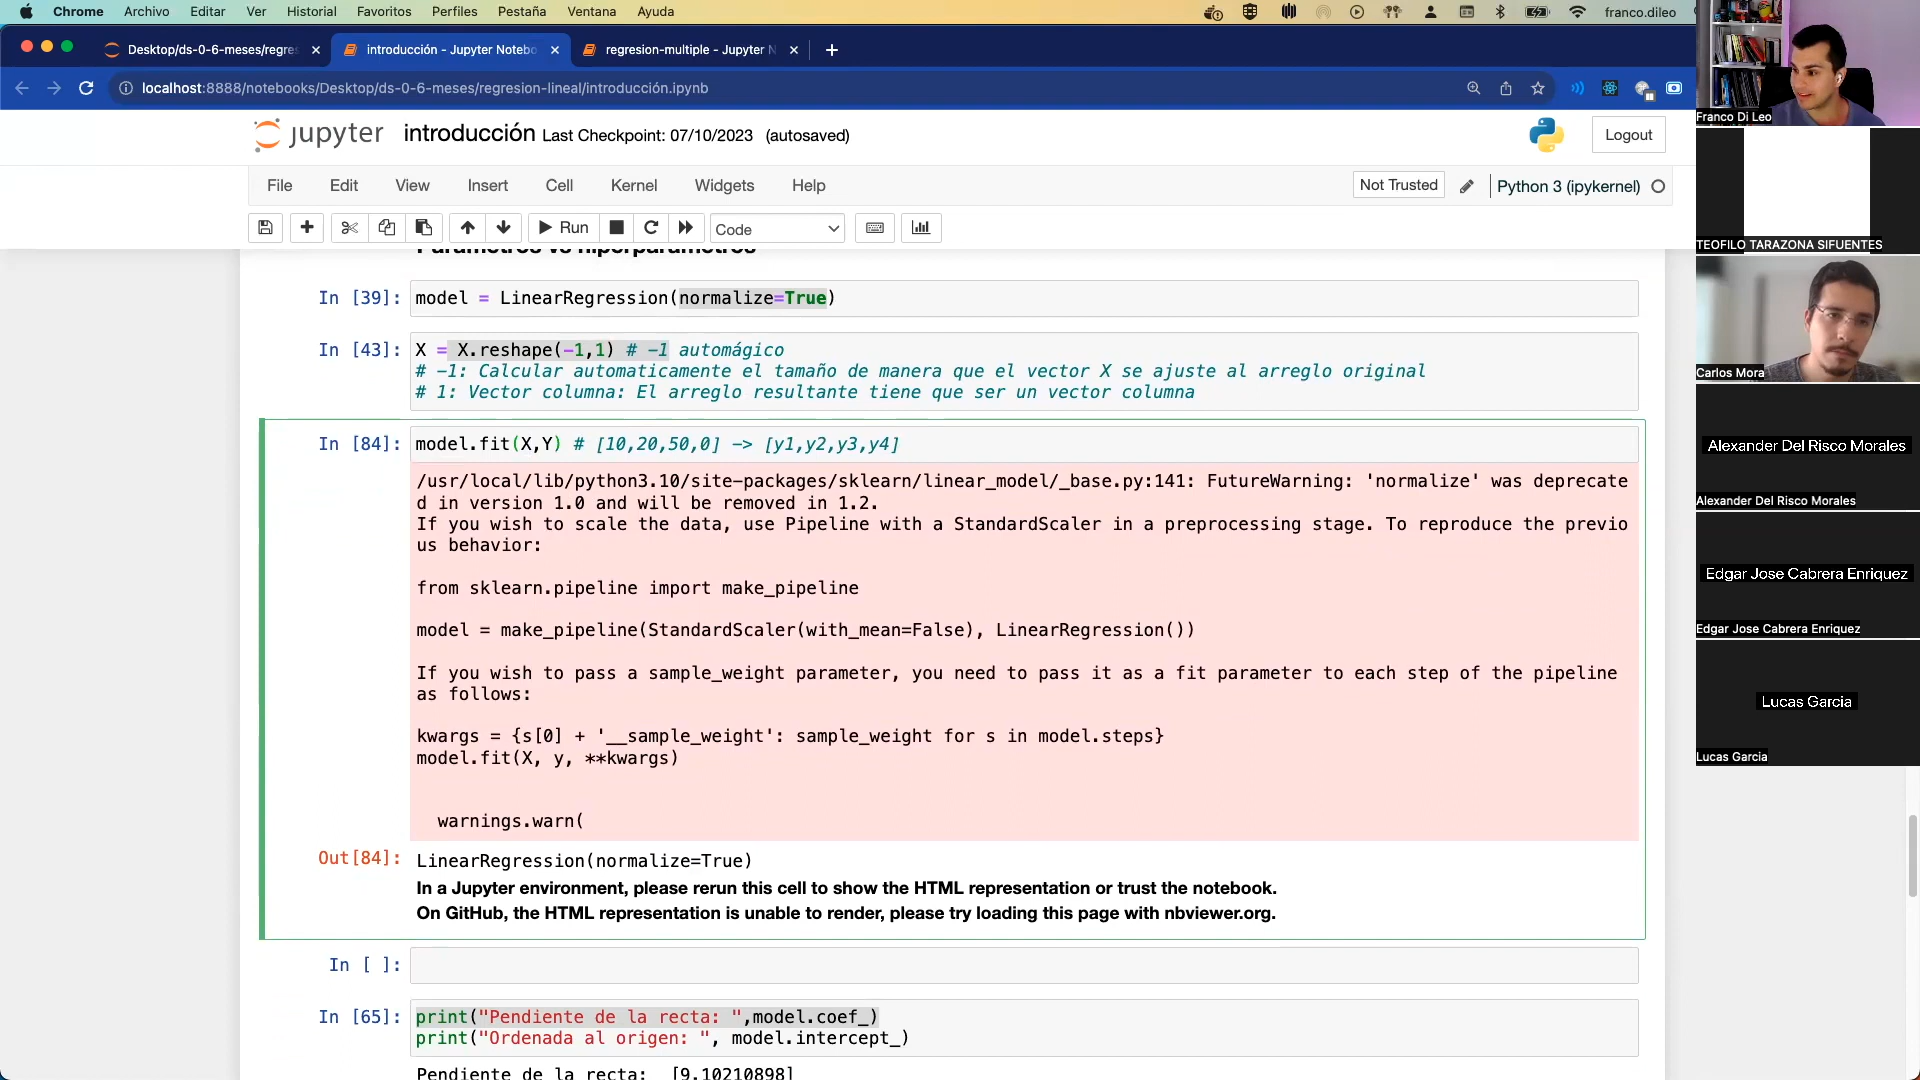 Chrome Archivo Editar Ver Historial Favoritos Perfiles Pestaña Ventana Ayuda franco.dileo
Desktop/ds-0-6-meses/regres
introducción - Jupyter Notebo
regresion-multiple - Jupyter N
localhost:8888/notebooks/Desktop/ds-0-6-meses/regresion-lineal/introducción.ipynb
jupyter introducción Last Checkpoint: 07/10/2023 (autosaved)
Logout
File Edit View Insert Cell Kernel Widgets Help
Not Trusted
Python 3 (ipykernel)
Run
Code
Parámetros vs hiperparámetros
In [39]: model = LinearRegression(normalize=True)
In [43]: X = X.reshape(-1,1) # -1 automágico
# -1: Calcular automaticamente el tamaño de manera que el vector X se ajuste al arreglo original
# 1: Vector columna: El arreglo resultante tiene que ser un vector columna
In [84]: model.fit(X,Y) # [10,20,50,0] -> [y1,y2,y3,y4]
/usr/local/lib/python3.10/site-packages/sklearn/linear_model/_base.py:141: FutureWarning: 'normalize' was deprecate
d in version 1.0 and will be removed in 1.2.
If you wish to scale the data, use Pipeline with a StandardScaler in a preprocessing stage. To reproduce the previo
us behavior:
from sklearn.pipeline import make_pipeline
model = make_pipeline(StandardScaler(with_mean=False), LinearRegression())
If you wish to pass a sample_weight parameter, you need to pass it as a fit parameter to each step of the pipeline
as follows:
kwargs = {s[0] + '__sample_weight': sample_weight for s in model.steps}
model.fit(X, y, **kwargs)
warnings.warn(
Out[84]: LinearRegression(normalize=True)
In a Jupyter environment, please rerun this cell to show the HTML representation or trust the notebook.
On GitHub, the HTML representation is unable to render, please try loading this page with nbviewer.org.
In [ ]:
In [65]: print("Pendiente de la recta: ",model.coef_)
print("Ordenada al origen: ", model.intercept_)
Pendiente de la recta: [9.10210898]
Franco Di Leo
TEOFILO TARAZONA SIFUENTES
Carlos Mora
Alexander Del Risco Morales
Alexander Del Risco Morales
Edgar Jose Cabrera Enriquez
Edgar Jose Cabrera Enriquez
Lucas Garcia
Lucas Garcia